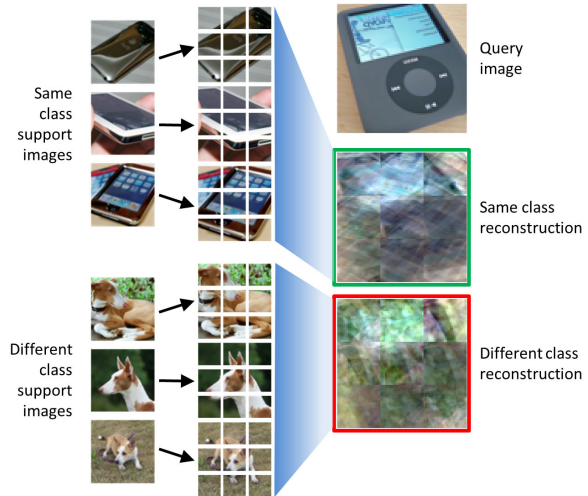 Query
image
Same
class
support
images
Same class
reconstruction
Different
class
support
images
Different class
reconstruction